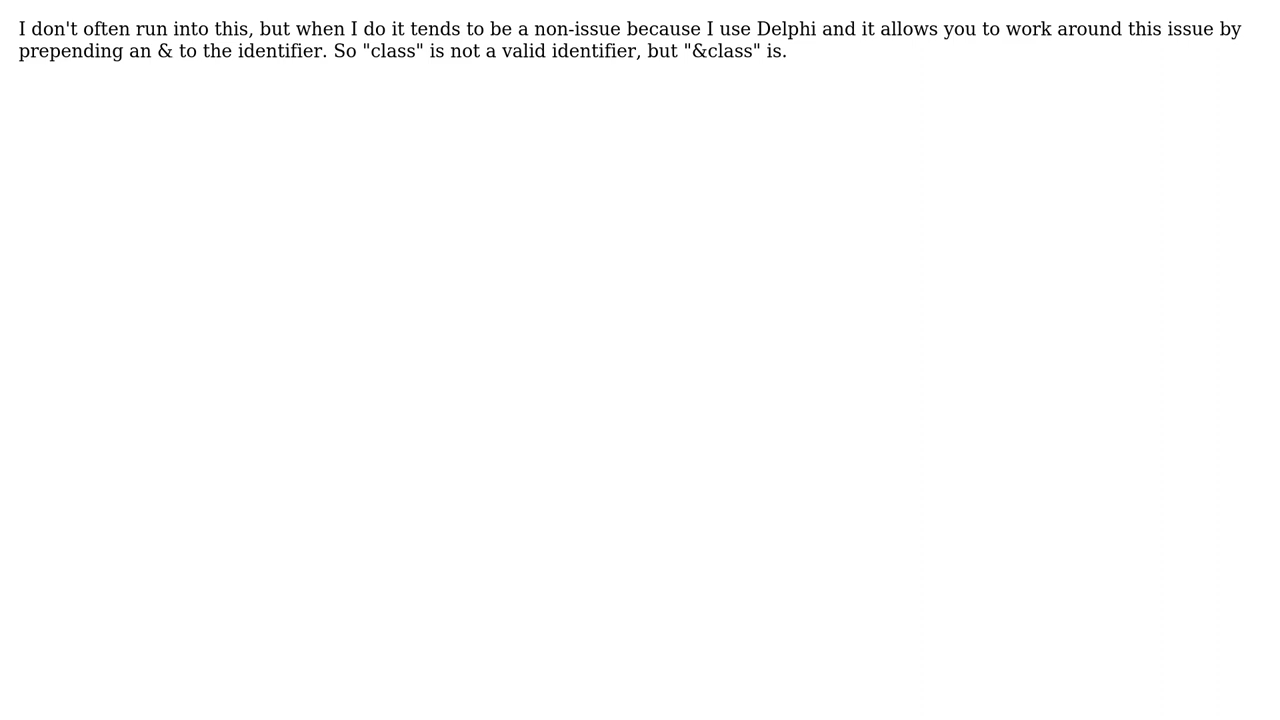 I don't often run into this, but when I do it tends to be a non-issue because I use Delphi and it allows you to work around this issue by
prepending an & to the identifier. So "class" is not a valid identifier, but "&class" is.